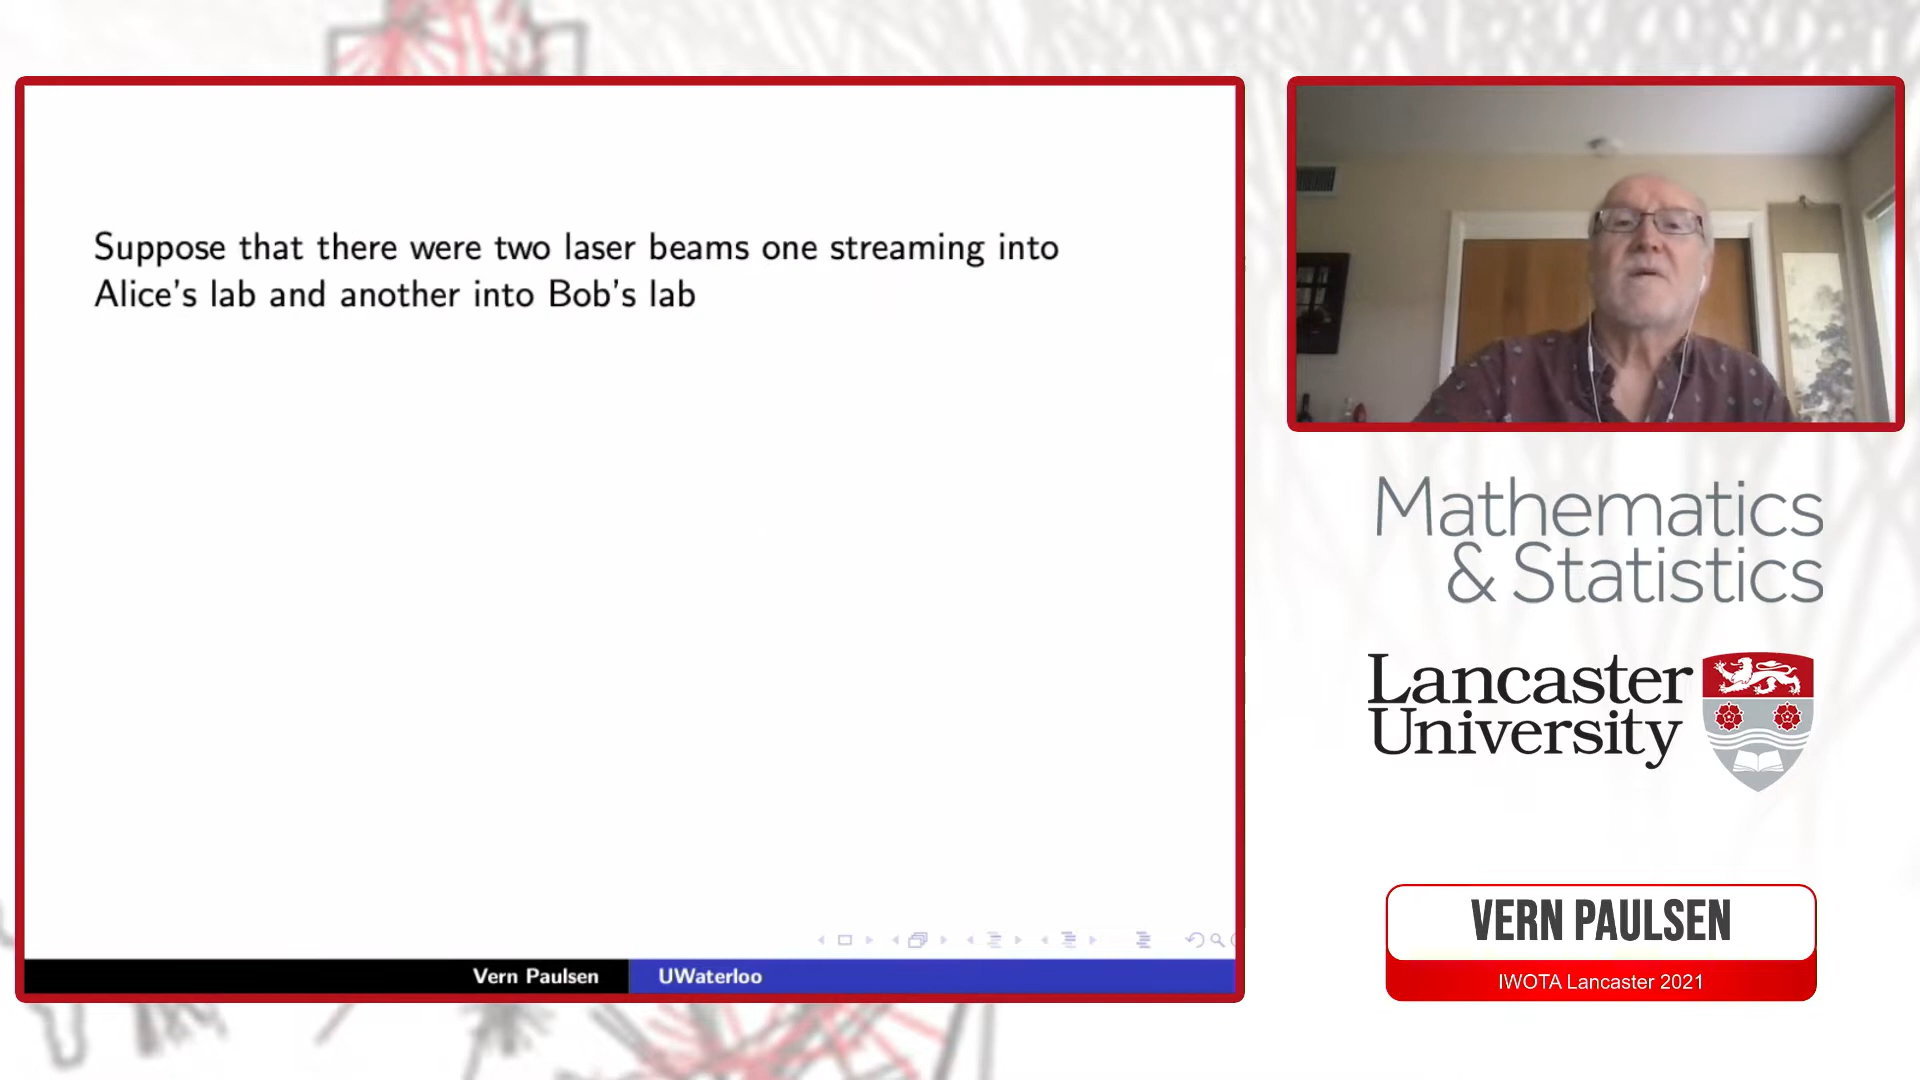 Suppose that there were two laser beams one streaming into
Alice's lab and another into Bob's lab
Vern Paulsen
UWaterloo
Mathematics
& Statistics
Lancaster
University
VERN PAULSEN
IWOTA Lancaster 2021